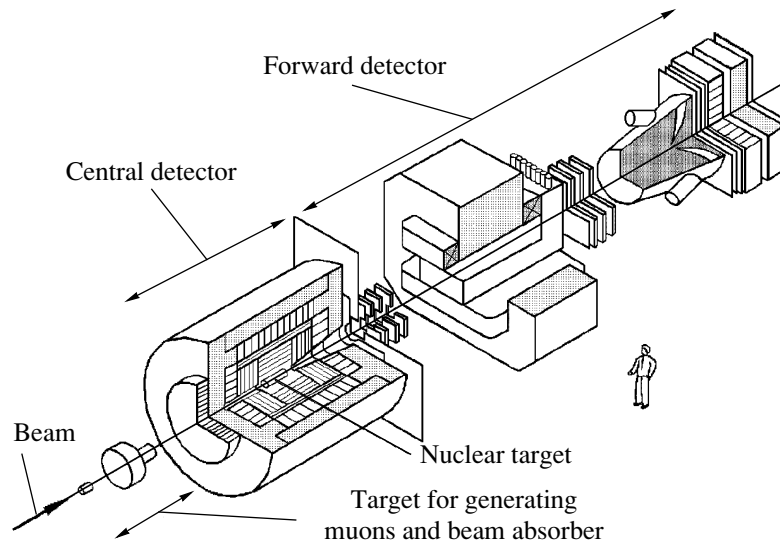 Forward detector
Central detector
Beam
Nuclear target
Target for generating
muons and beam absorber